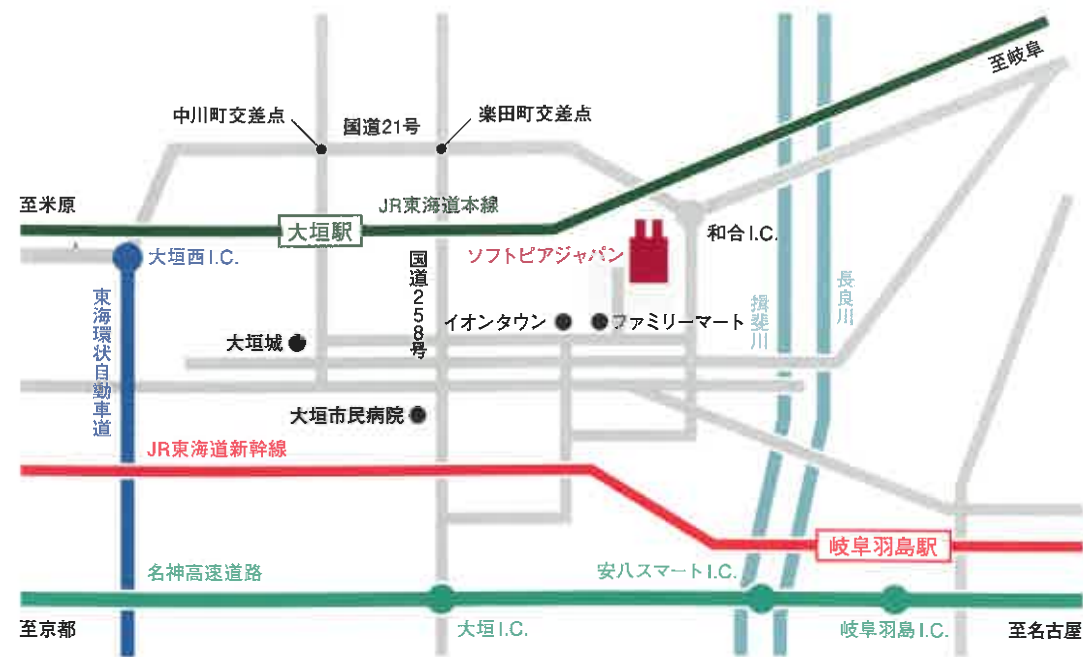 至岐阜
中川町交差点
国道21号
楽田町交差点
至米原
JR東海道本線
大垣駅
和合I.C.
大垣西I.C.
ソフトピアジャパン
国道258号
東海環状自動車道
揖斐川
長良川
イオンタウン
ファミリーマート
大垣城
大垣市民病院
JR東海道新幹線
岐阜羽島駅
名神高速道路
安八スマートI.C.
至京都
大垣I.C.
岐阜羽島I.C.
至名古屋